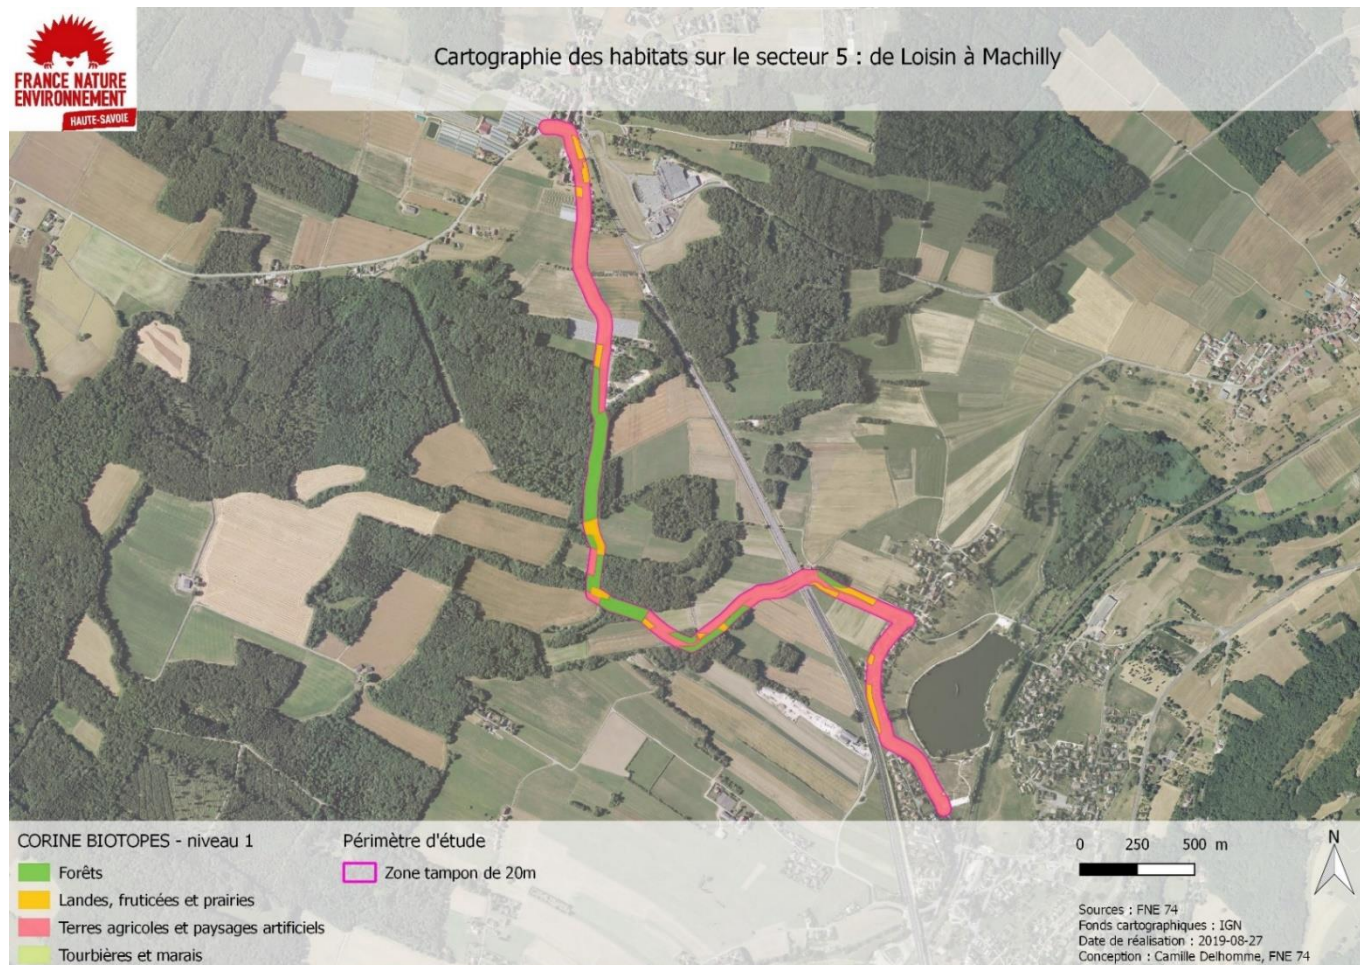 FRANCE NATURE
ENVIRONNEMENT
HAUTE-SAVOIE
Cartographie des habitats sur le secteur 5 : de Loisin à Machilly
CORINE BIOTOPES - niveau 1
Forêts
Landes, fruticées et prairies
Terres agricoles et paysages artificiels
Tourbières et marais
Périmètre d'étude
Zone tampon de 20m
0 250 500 m
N
Sources : FNE 74
Fonds cartographiques : IGN
Date de réalisation : 2019-08-27
Conception : Camille Delhomme, FNE 74